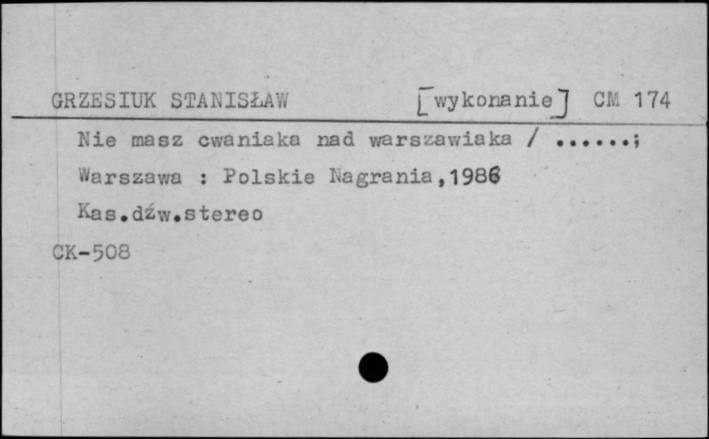 GRZESIUK STANISŁAW [wykonanie] CM 174
Nie masz cwaniaka nad warszawiaka / ......;
Warszawa : Polskie Nagrania,1986
Kas.dźw.stereo
CK-508